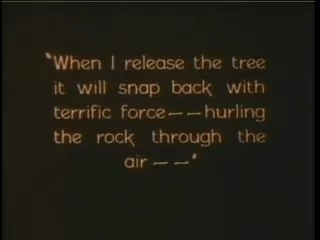 "When I release the tree
it will snap back with
terrific force——hurling
the rock through the
air——"